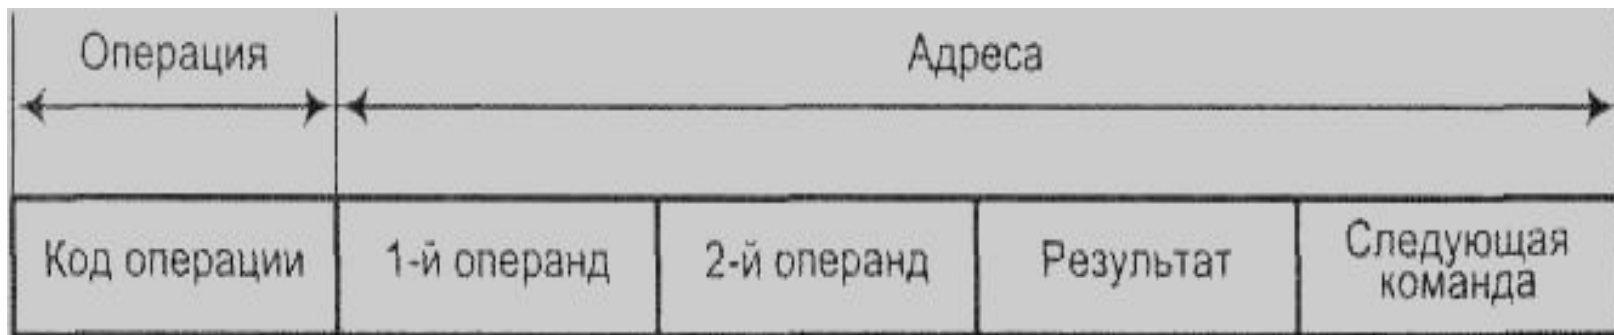 Операция
Адреса
Код операции
1-й операнд
2-й операнд
Результат
Следующая
команда